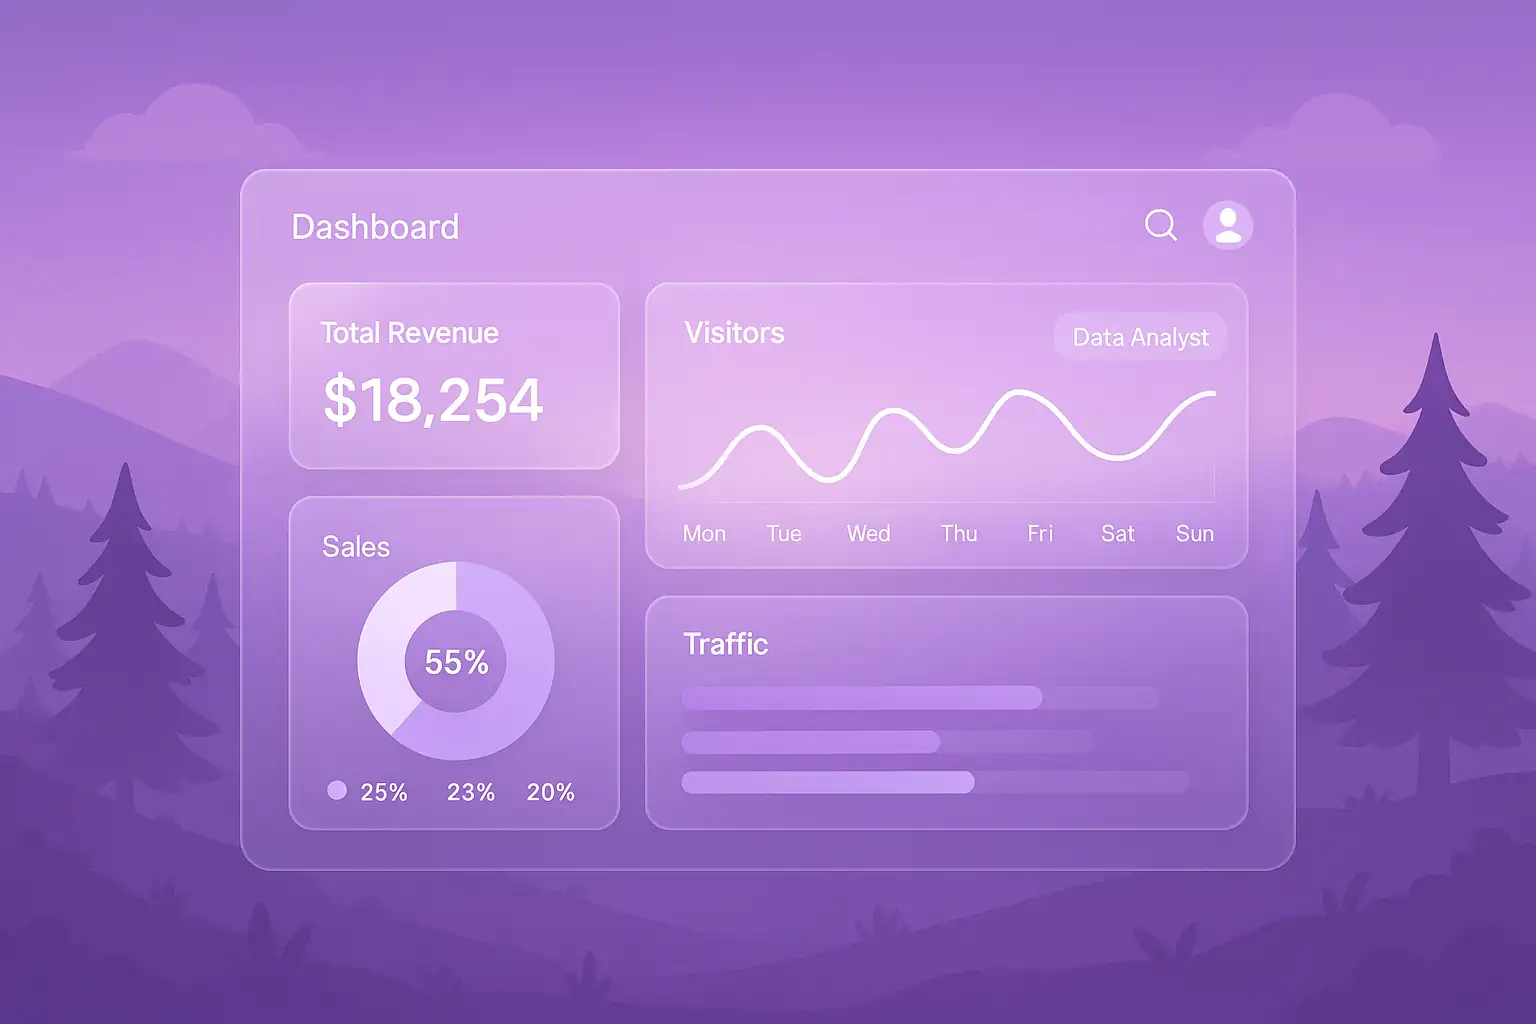 Dashboard
Total Revenue
$18,254
Visitors
Data Analyst
Mon Tue Wed Thu Fri Sat Sun
Sales
55%
25% 23% 20%
Traffic